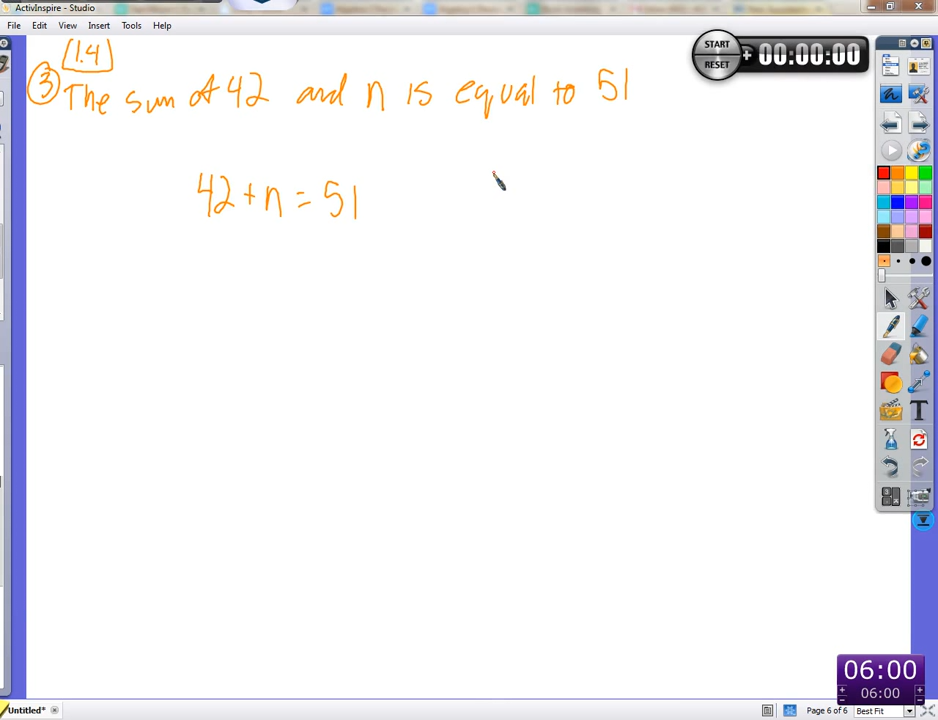 ActivInspire - Studio
File Edit View Insert Tools Help
START
RESET
+ 00:00:00
1.4
③ The sum of 42 and n is equal to 51
42 + n = 51
T
06:00
06:00
Untitled*
Page 6 of 6
Best Fit